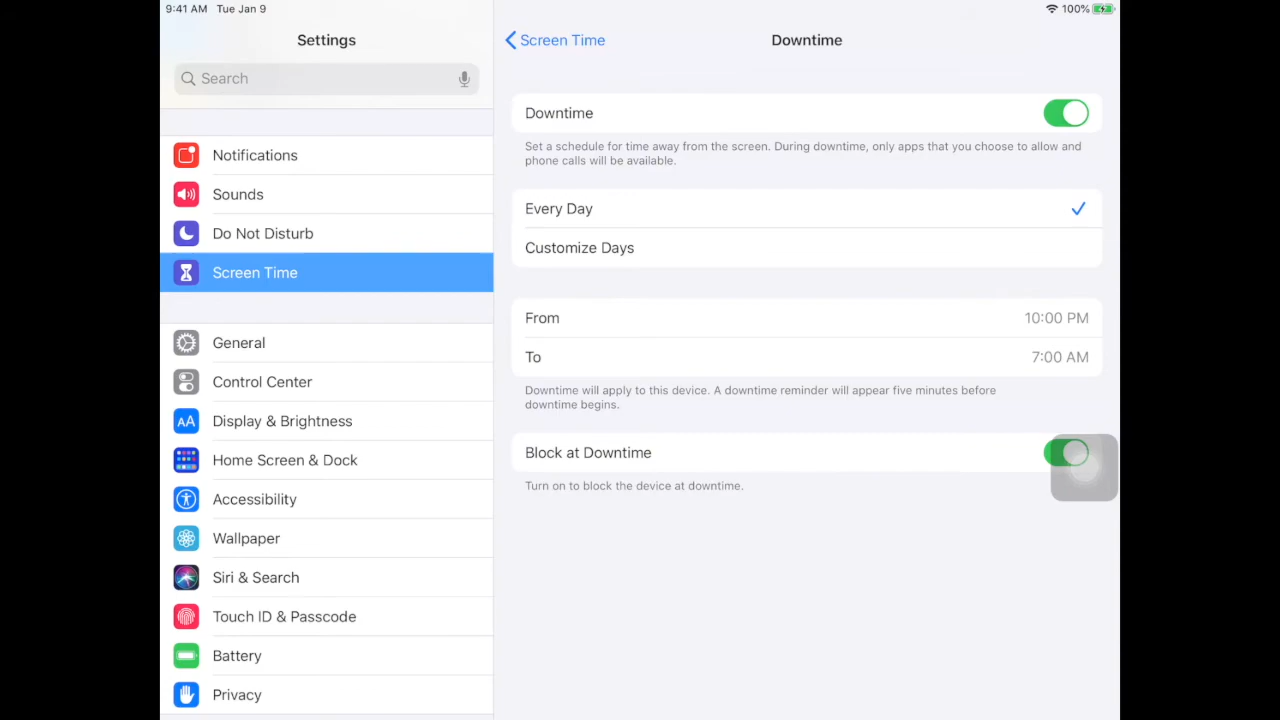 9:41 AM Tue Jan 9
100%
Settings
Search
Notifications
Sounds
Do Not Disturb
Screen Time
General
Control Center
AA Display & Brightness
Home Screen & Dock
Accessibility
Wallpaper
Siri & Search
Touch ID & Passcode
Battery
Privacy
Screen Time
Downtime
Downtime
Set a schedule for time away from the screen. During downtime, only apps that you choose to allow and
phone calls will be available.
Every Day
Customize Days
From 10:00 PM
To 7:00 AM
Downtime will apply to this device. A downtime reminder will appear five minutes before
downtime begins.
Block at Downtime
Turn on to block the device at downtime.